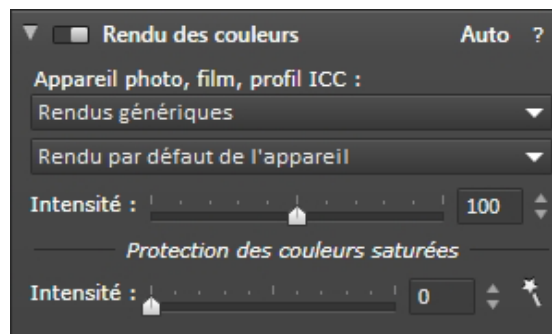 Rendu des couleurs Auto ?
Appareil photo, film, profil ICC :
Rendus génériques
Rendu par défaut de l'appareil
Intensité : 100
Protection des couleurs saturées
Intensité : 0